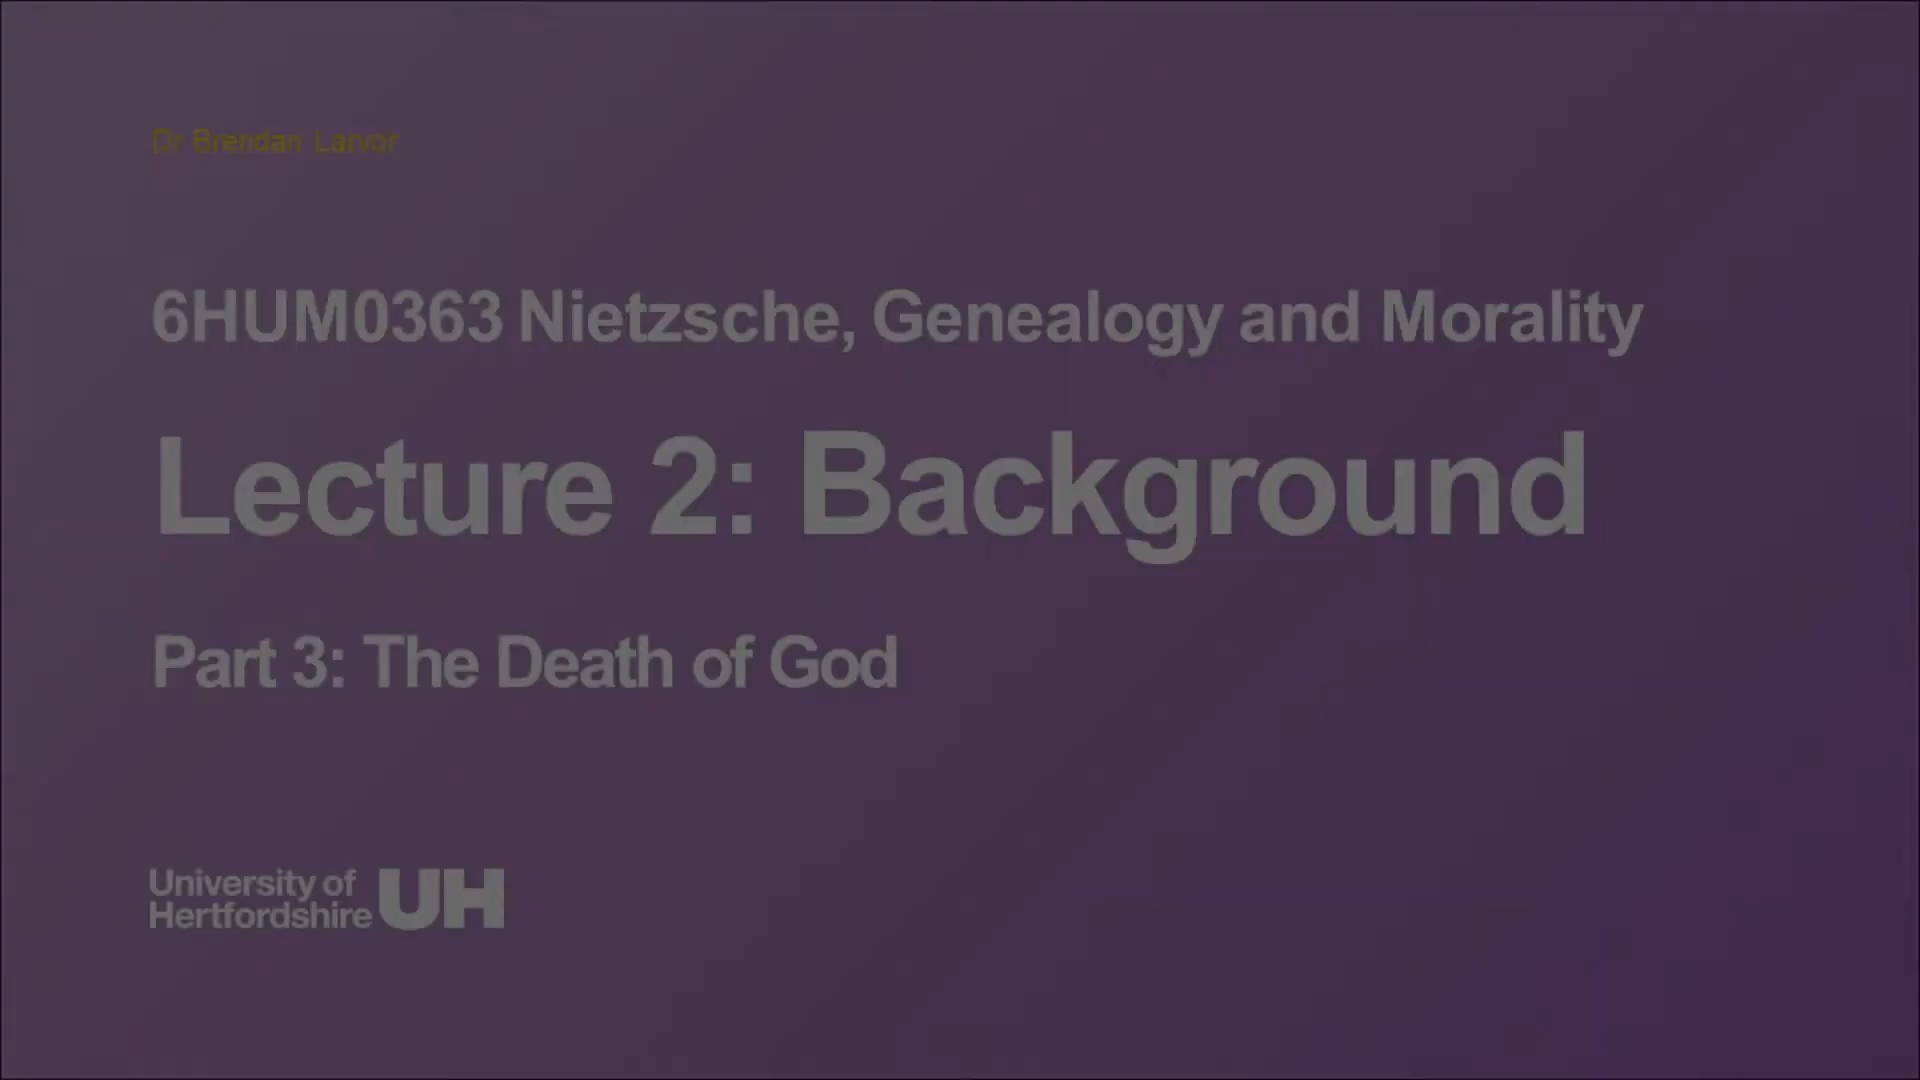 Dr Brendan Larvor
6HUM0363 Nietzsche, Genealogy and Morality
Lecture 2: Background
Part 3: The Death of God
University of
Hertfordshire UH